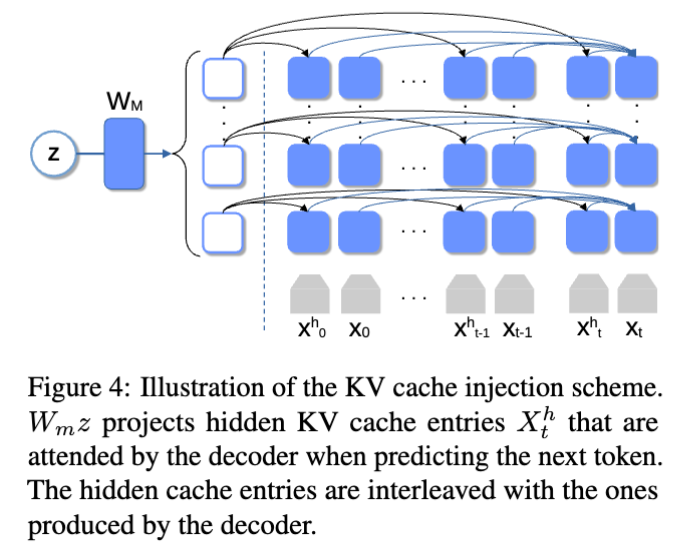 W_M
z
. . .
. . .
. . .
. . .
X^h_0 X_0 X^h_t-1 X_t-1 X^h_t X_t
Figure 4: Illustration of the KV cache injection scheme.
W_m z projects hidden KV cache entries X_t^h that are
attended by the decoder when predicting the next token.
The hidden cache entries are interleaved with the ones
produced by the decoder.